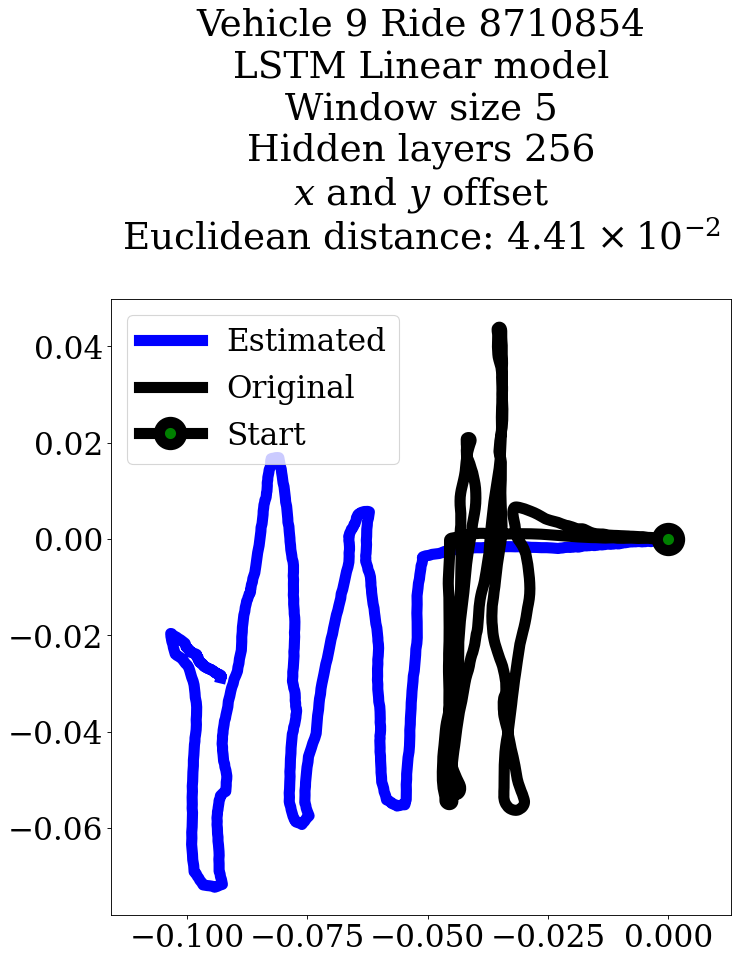 Vehicle 9 Ride 8710854
LSTM Linear model
Window size 5
Hidden layers 256
x and y offset
Euclidean distance: 4.41 × 10⁻²
Estimated
Original
Start
0.04
0.02
0.00
−0.02
−0.04
−0.06
−0.100 −0.075 −0.050 −0.025 0.000